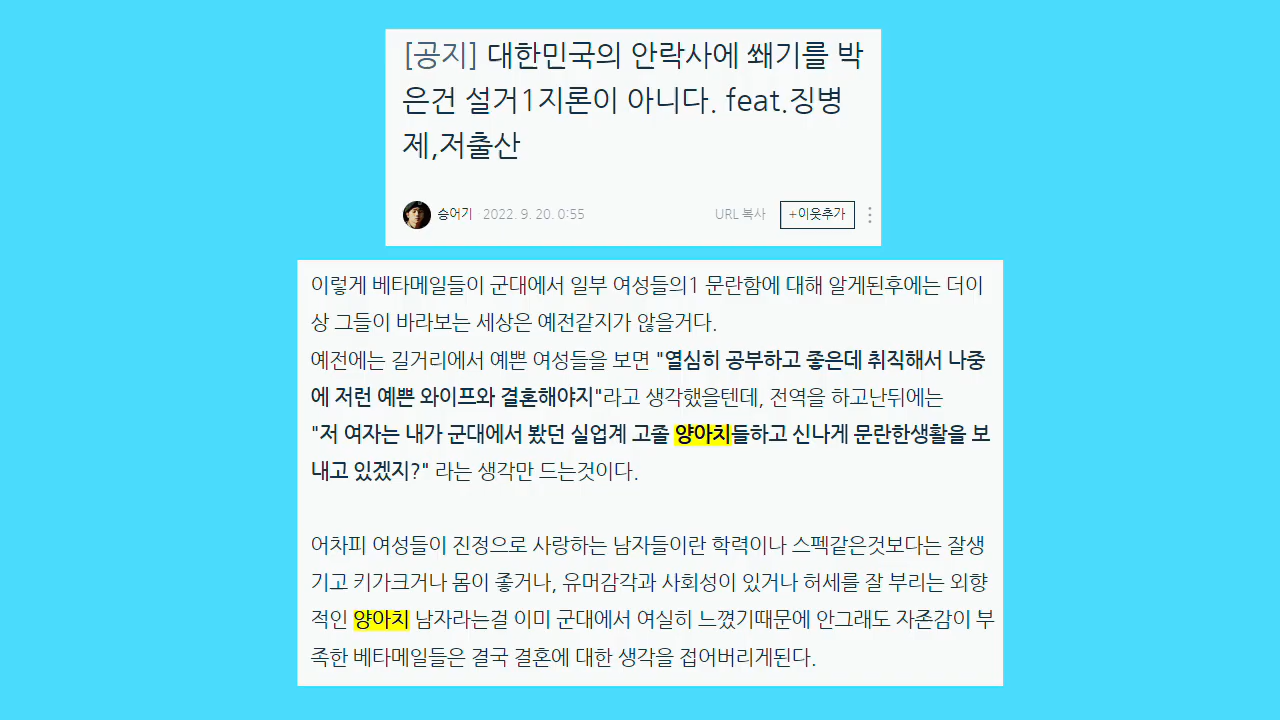 [공지] 대한민국의 안락사에 쐐기를 박
은건 설거1지론이 아니다. feat.징병
제,저출산
승어기 · 2022. 9. 20. 0:55 URL 복사 +이웃추가
이렇게 베타메일들이 군대에서 일부 여성들의1 문란함에 대해 알게된후에는 더이
상 그들이 바라보는 세상은 예전같지가 않을거다.
예전에는 길거리에서 예쁜 여성들을 보면 "열심히 공부하고 좋은데 취직해서 나중
에 저런 예쁜 와이프와 결혼해야지"라고 생각했을텐데, 전역을 하고난뒤에는
"저 여자는 내가 군대에서 봤던 실업계 고졸 양아치들하고 신나게 문란한생활을 보
내고 있겠지?" 라는 생각만 드는것이다.
어차피 여성들이 진정으로 사랑하는 남자들이란 학력이나 스펙같은것보다는 잘생
기고 키가크거나 몸이 좋거나, 유머감각과 사회성이 있거나 허세를 잘 부리는 외향
적인 양아치 남자라는걸 이미 군대에서 여실히 느꼈기때문에 안그래도 자존감이 부
족한 베타메일들은 결국 결혼에 대한 생각을 접어버리게된다.